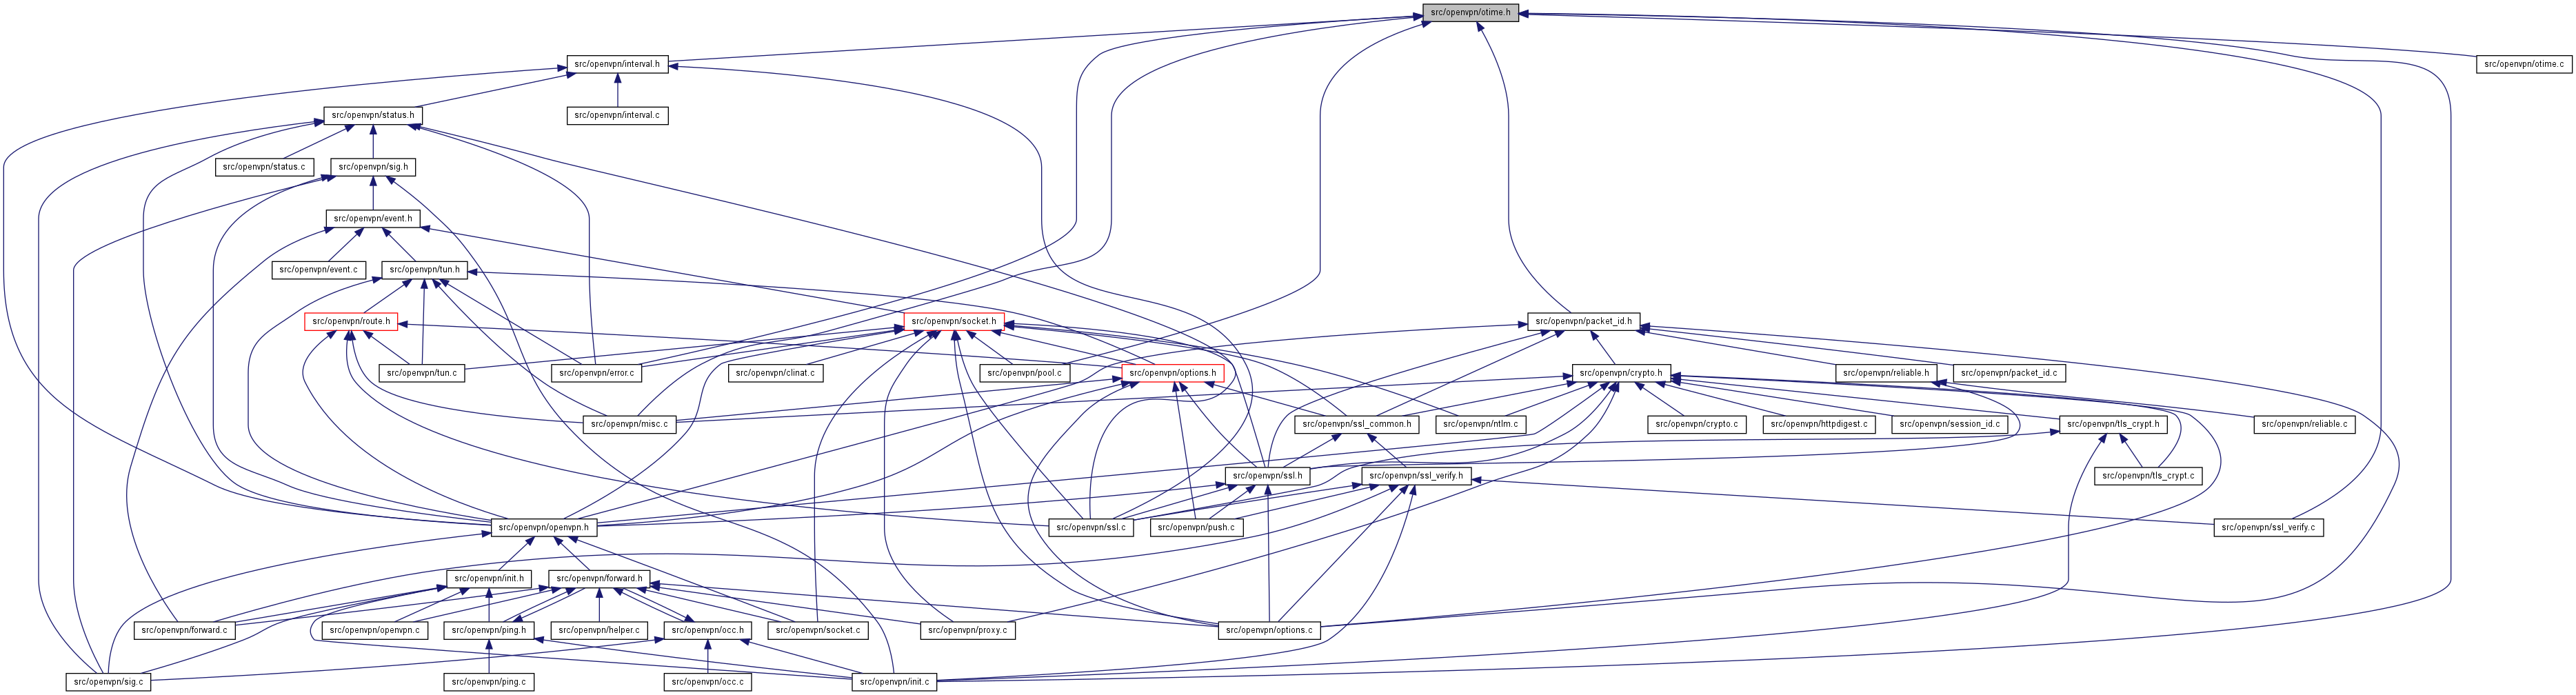 src/openvpn/otime.h
src/openvpn/interval.h
src/openvpn/otime.c
src/openvpn/status.h
src/openvpn/interval.c
src/openvpn/status.c
src/openvpn/sig.h
src/openvpn/event.h
src/openvpn/event.c
src/openvpn/tun.h
src/openvpn/route.h
src/openvpn/socket.h
src/openvpn/packet_id.h
src/openvpn/tun.c
src/openvpn/error.c
src/openvpn/clinat.c
src/openvpn/pool.c
src/openvpn/options.h
src/openvpn/crypto.h
src/openvpn/reliable.h
src/openvpn/packet_id.c
src/openvpn/misc.c
src/openvpn/ssl_common.h
src/openvpn/ntlm.c
src/openvpn/crypto.c
src/openvpn/httpdigest.c
src/openvpn/session_id.c
src/openvpn/tls_crypt.h
src/openvpn/reliable.c
src/openvpn/ssl.h
src/openvpn/ssl_verify.h
src/openvpn/tls_crypt.c
src/openvpn/openvpn.h
src/openvpn/ssl.c
src/openvpn/push.c
src/openvpn/ssl_verify.c
src/openvpn/init.h
src/openvpn/forward.h
src/openvpn/forward.c
src/openvpn/openvpn.c
src/openvpn/ping.h
src/openvpn/helper.c
src/openvpn/occ.h
src/openvpn/socket.c
src/openvpn/proxy.c
src/openvpn/options.c
src/openvpn/sig.c
src/openvpn/ping.c
src/openvpn/occ.c
src/openvpn/init.c